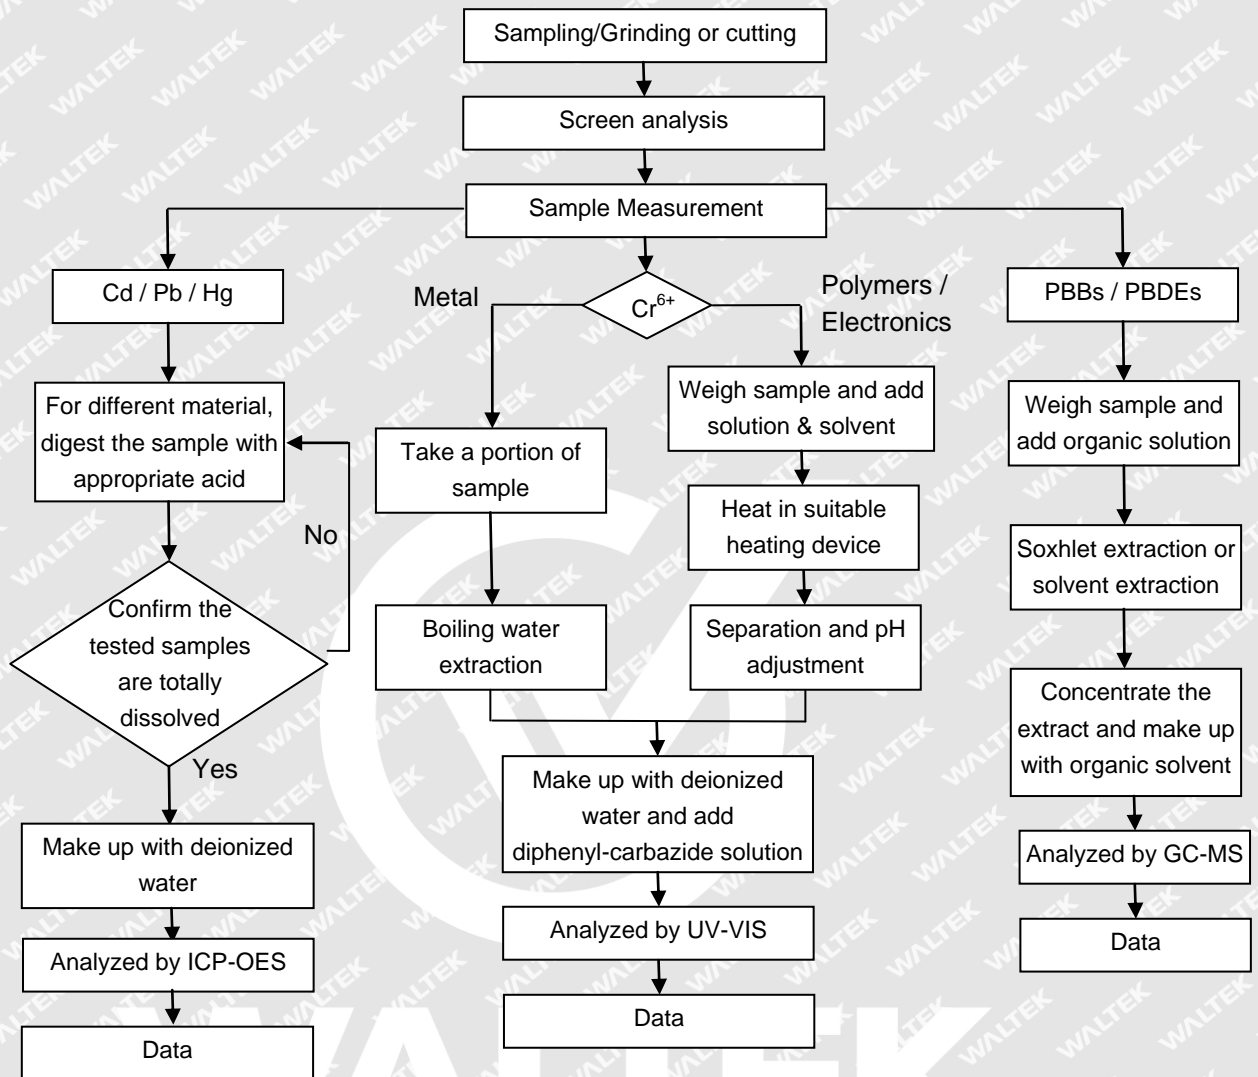 Sampling/Grinding or cutting
Screen analysis
Sample Measurement
Cd / Pb / Hg
For different material,
digest the sample with
appropriate acid
No
Confirm the
tested samples
are totally
dissolved
Yes
Make up with deionized
water
Analyzed by ICP-OES
Data
Cr6+
Metal
Take a portion of
sample
Boiling water
extraction
Polymers /
Electronics
Weigh sample and add
solution & solvent
Heat in suitable
heating device
Separation and pH
adjustment
Make up with deionized
water and add
diphenyl-carbazide solution
Analyzed by UV-VIS
Data
PBBs / PBDEs
Weigh sample and
add organic solution
Soxhlet extraction or
solvent extraction
Concentrate the
extract and make up
with organic solvent
Analyzed by GC-MS
Data
WALTEK